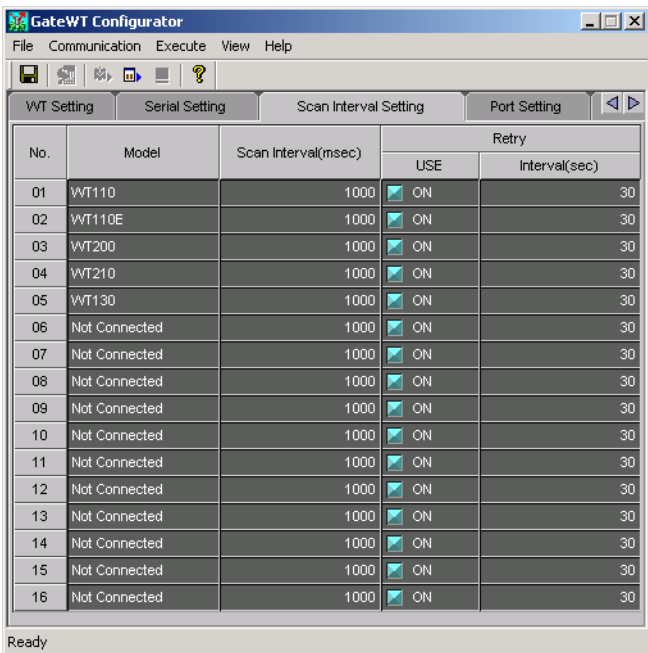 GateWT Configurator
File Communication Execute View Help
WT Setting Serial Setting Scan Interval Setting Port Setting
No. Model Scan Interval(msec) Retry
USE Interval(sec)
01 WT110 1000 ON 30
02 WT110E 1000 ON 30
03 WT200 1000 ON 30
04 WT210 1000 ON 30
05 WT130 1000 ON 30
06 Not Connected 1000 ON 30
07 Not Connected 1000 ON 30
08 Not Connected 1000 ON 30
09 Not Connected 1000 ON 30
10 Not Connected 1000 ON 30
11 Not Connected 1000 ON 30
12 Not Connected 1000 ON 30
13 Not Connected 1000 ON 30
14 Not Connected 1000 ON 30
15 Not Connected 1000 ON 30
16 Not Connected 1000 ON 30
Ready